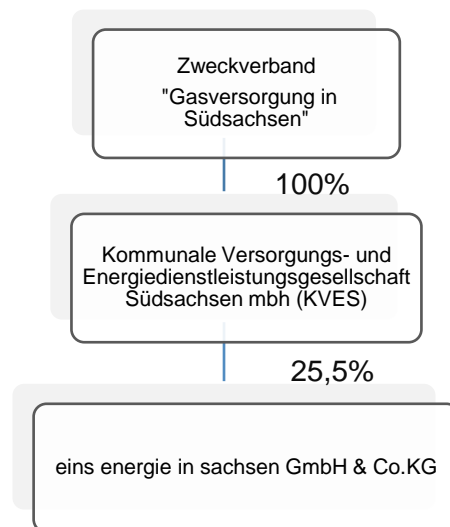 Zweckverband
"Gasversorgung in
Südsachsen"
100%
Kommunale Versorgungs- und
Energiedienstleistungsgesellschaft
Südsachsen mbh (KVES)
25,5%
eins energie in sachsen GmbH & Co.KG